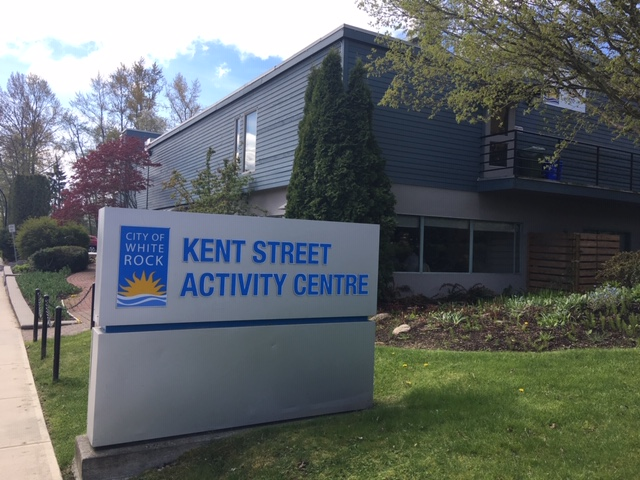 CITY OF
WHITE
ROCK
KENT STREET
ACTIVITY CENTRE